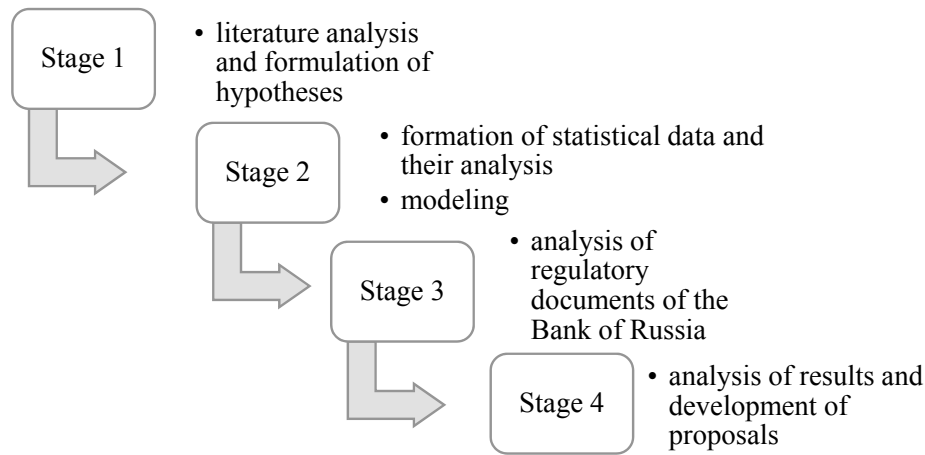 Stage 1
• literature analysis
and formulation of
hypotheses
Stage 2
• formation of statistical data and
their analysis
• modeling
Stage 3
• analysis of
regulatory
documents of the
Bank of Russia
Stage 4
• analysis of results and
development of
proposals